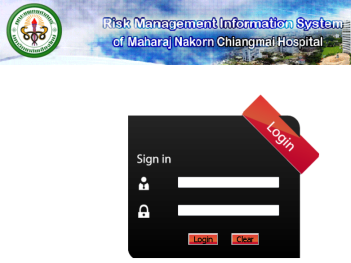 Risk Management Information System
of Maharaj Nakorn Chiangmai Hospital
Login
Sign in
Login
Clear